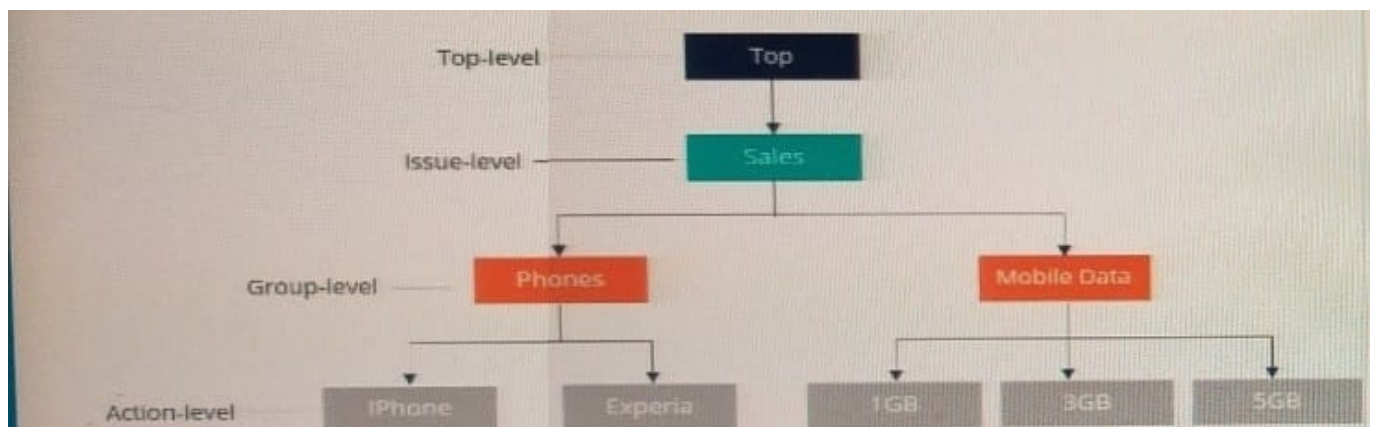 Top-level
Top
Issue-level
Sales
Group-level
Phones
Mobile Data
Action-level
IPhone
Experia
1GB
3GB
5GB